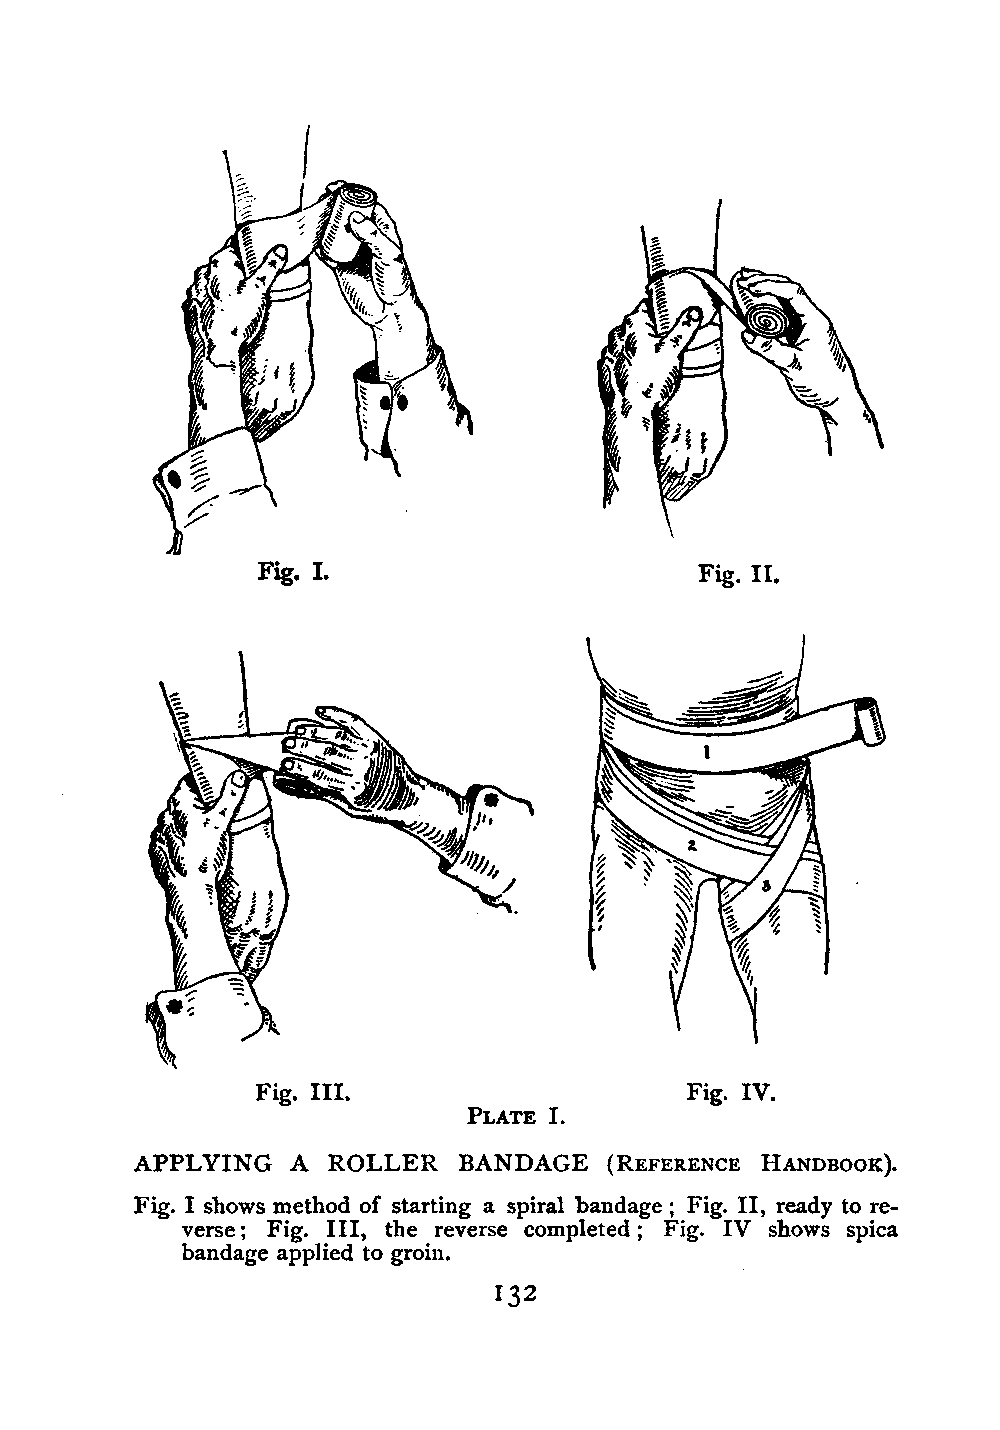 Fig. I.
Fig. II.
1
2
3
Fig. III.
Fig. IV.
PLATE I.
APPLYING A ROLLER BANDAGE (REFERENCE HANDBOOK).
Fig. I shows method of starting a spiral bandage; Fig. II, ready to re-
verse; Fig. III, the reverse completed; Fig. IV shows spica
bandage applied to groin.
132